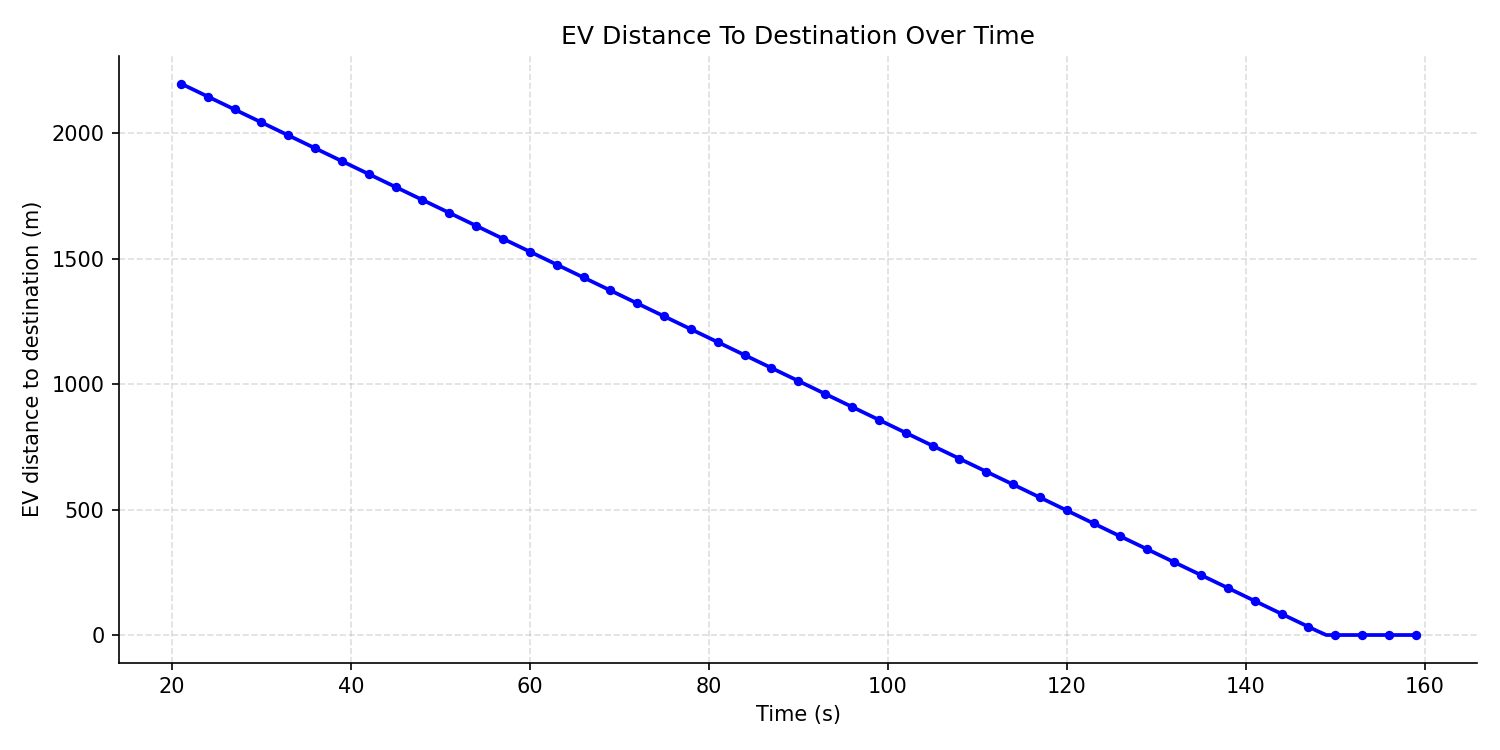 EV Distance To Destination Over Time
EV distance to destination (m)
2000
1500
1000
500
0
20 40 60 80 100 120 140 160
Time (s)